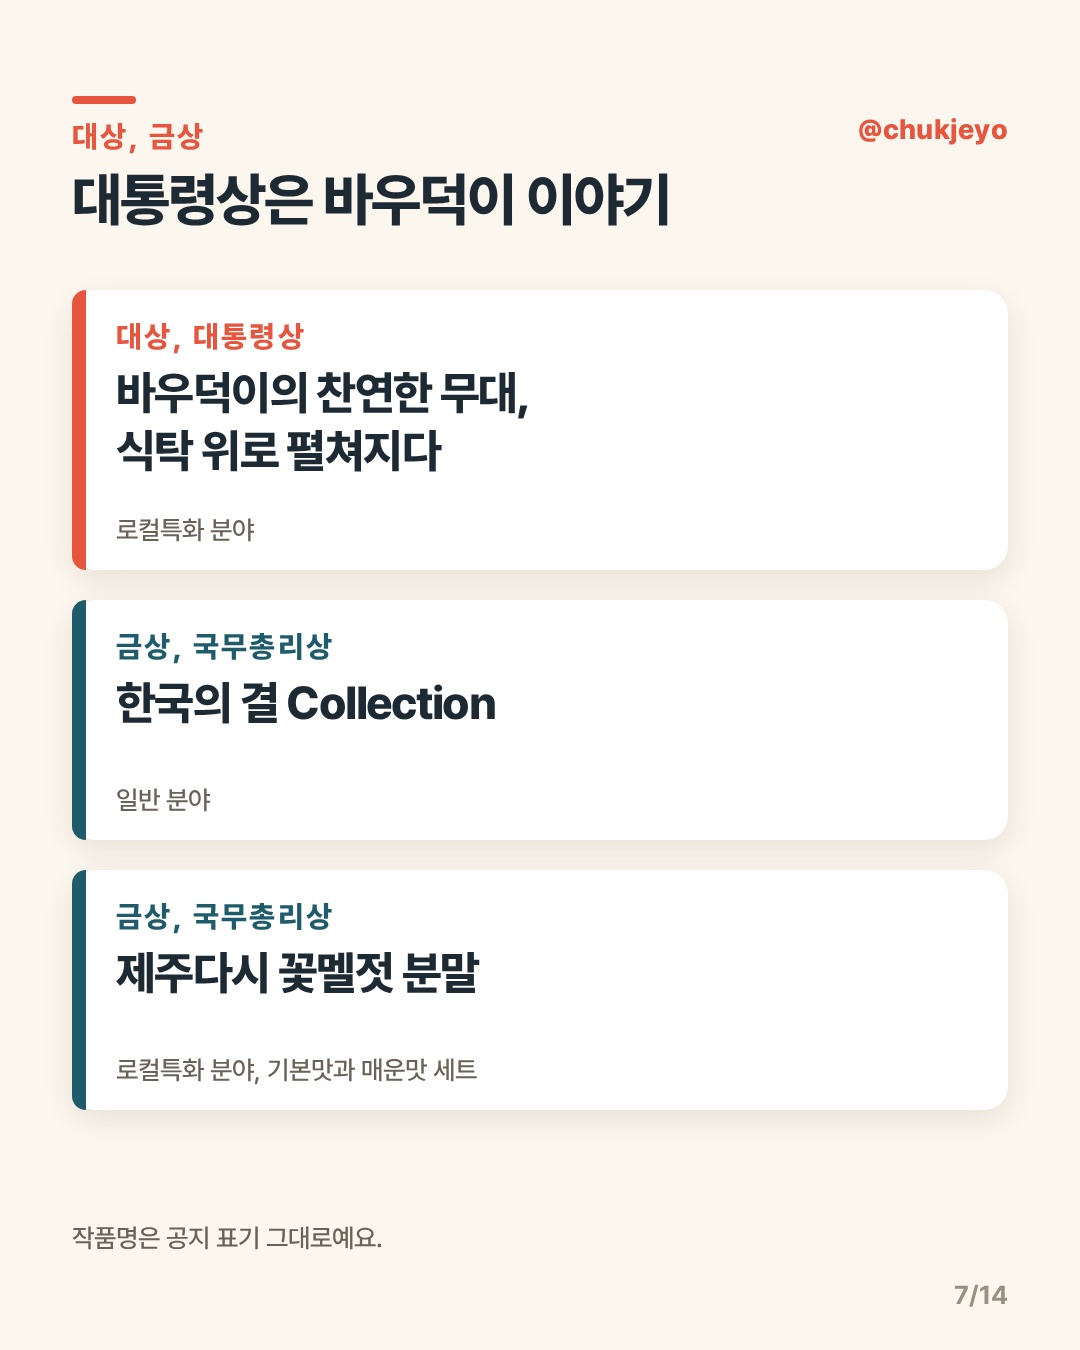 대상, 금상
@chukjeyo
대통령상은 바우덕이 이야기
대상, 대통령상
바우덕이의 찬연한 무대,
식탁 위로 펼쳐지다
로컬특화 분야
금상, 국무총리상
한국의 결 Collection
일반 분야
금상, 국무총리상
제주다시 꽃멜젓 분말
로컬특화 분야, 기본맛과 매운맛 세트
작품명은 공지 표기 그대로예요.
7/14